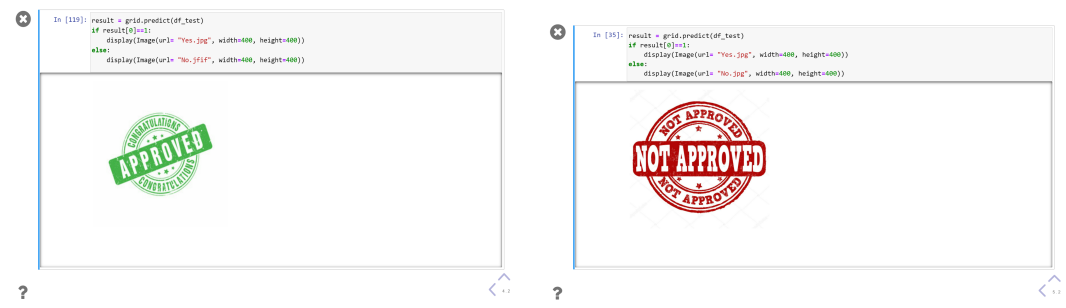 In [119]: result = grid.predict(df_test)
if result[0]==1:
    display(Image(url= "Yes.jpg", width=400, height=400))
else:
    display(Image(url= "No.jfif", width=400, height=400))
CONGRATULATIONS
APPROVED
CONGRATULATIONS
?
4.2
In [35]: result = grid.predict(df_test)
if result[0]==1:
    display(Image(url= "Yes.jpg", width=400, height=400))
else:
    display(Image(url= "No.jpg", width=400, height=400))
NOT APPROVED
NOT APPROVED
NOT APPROVED
?